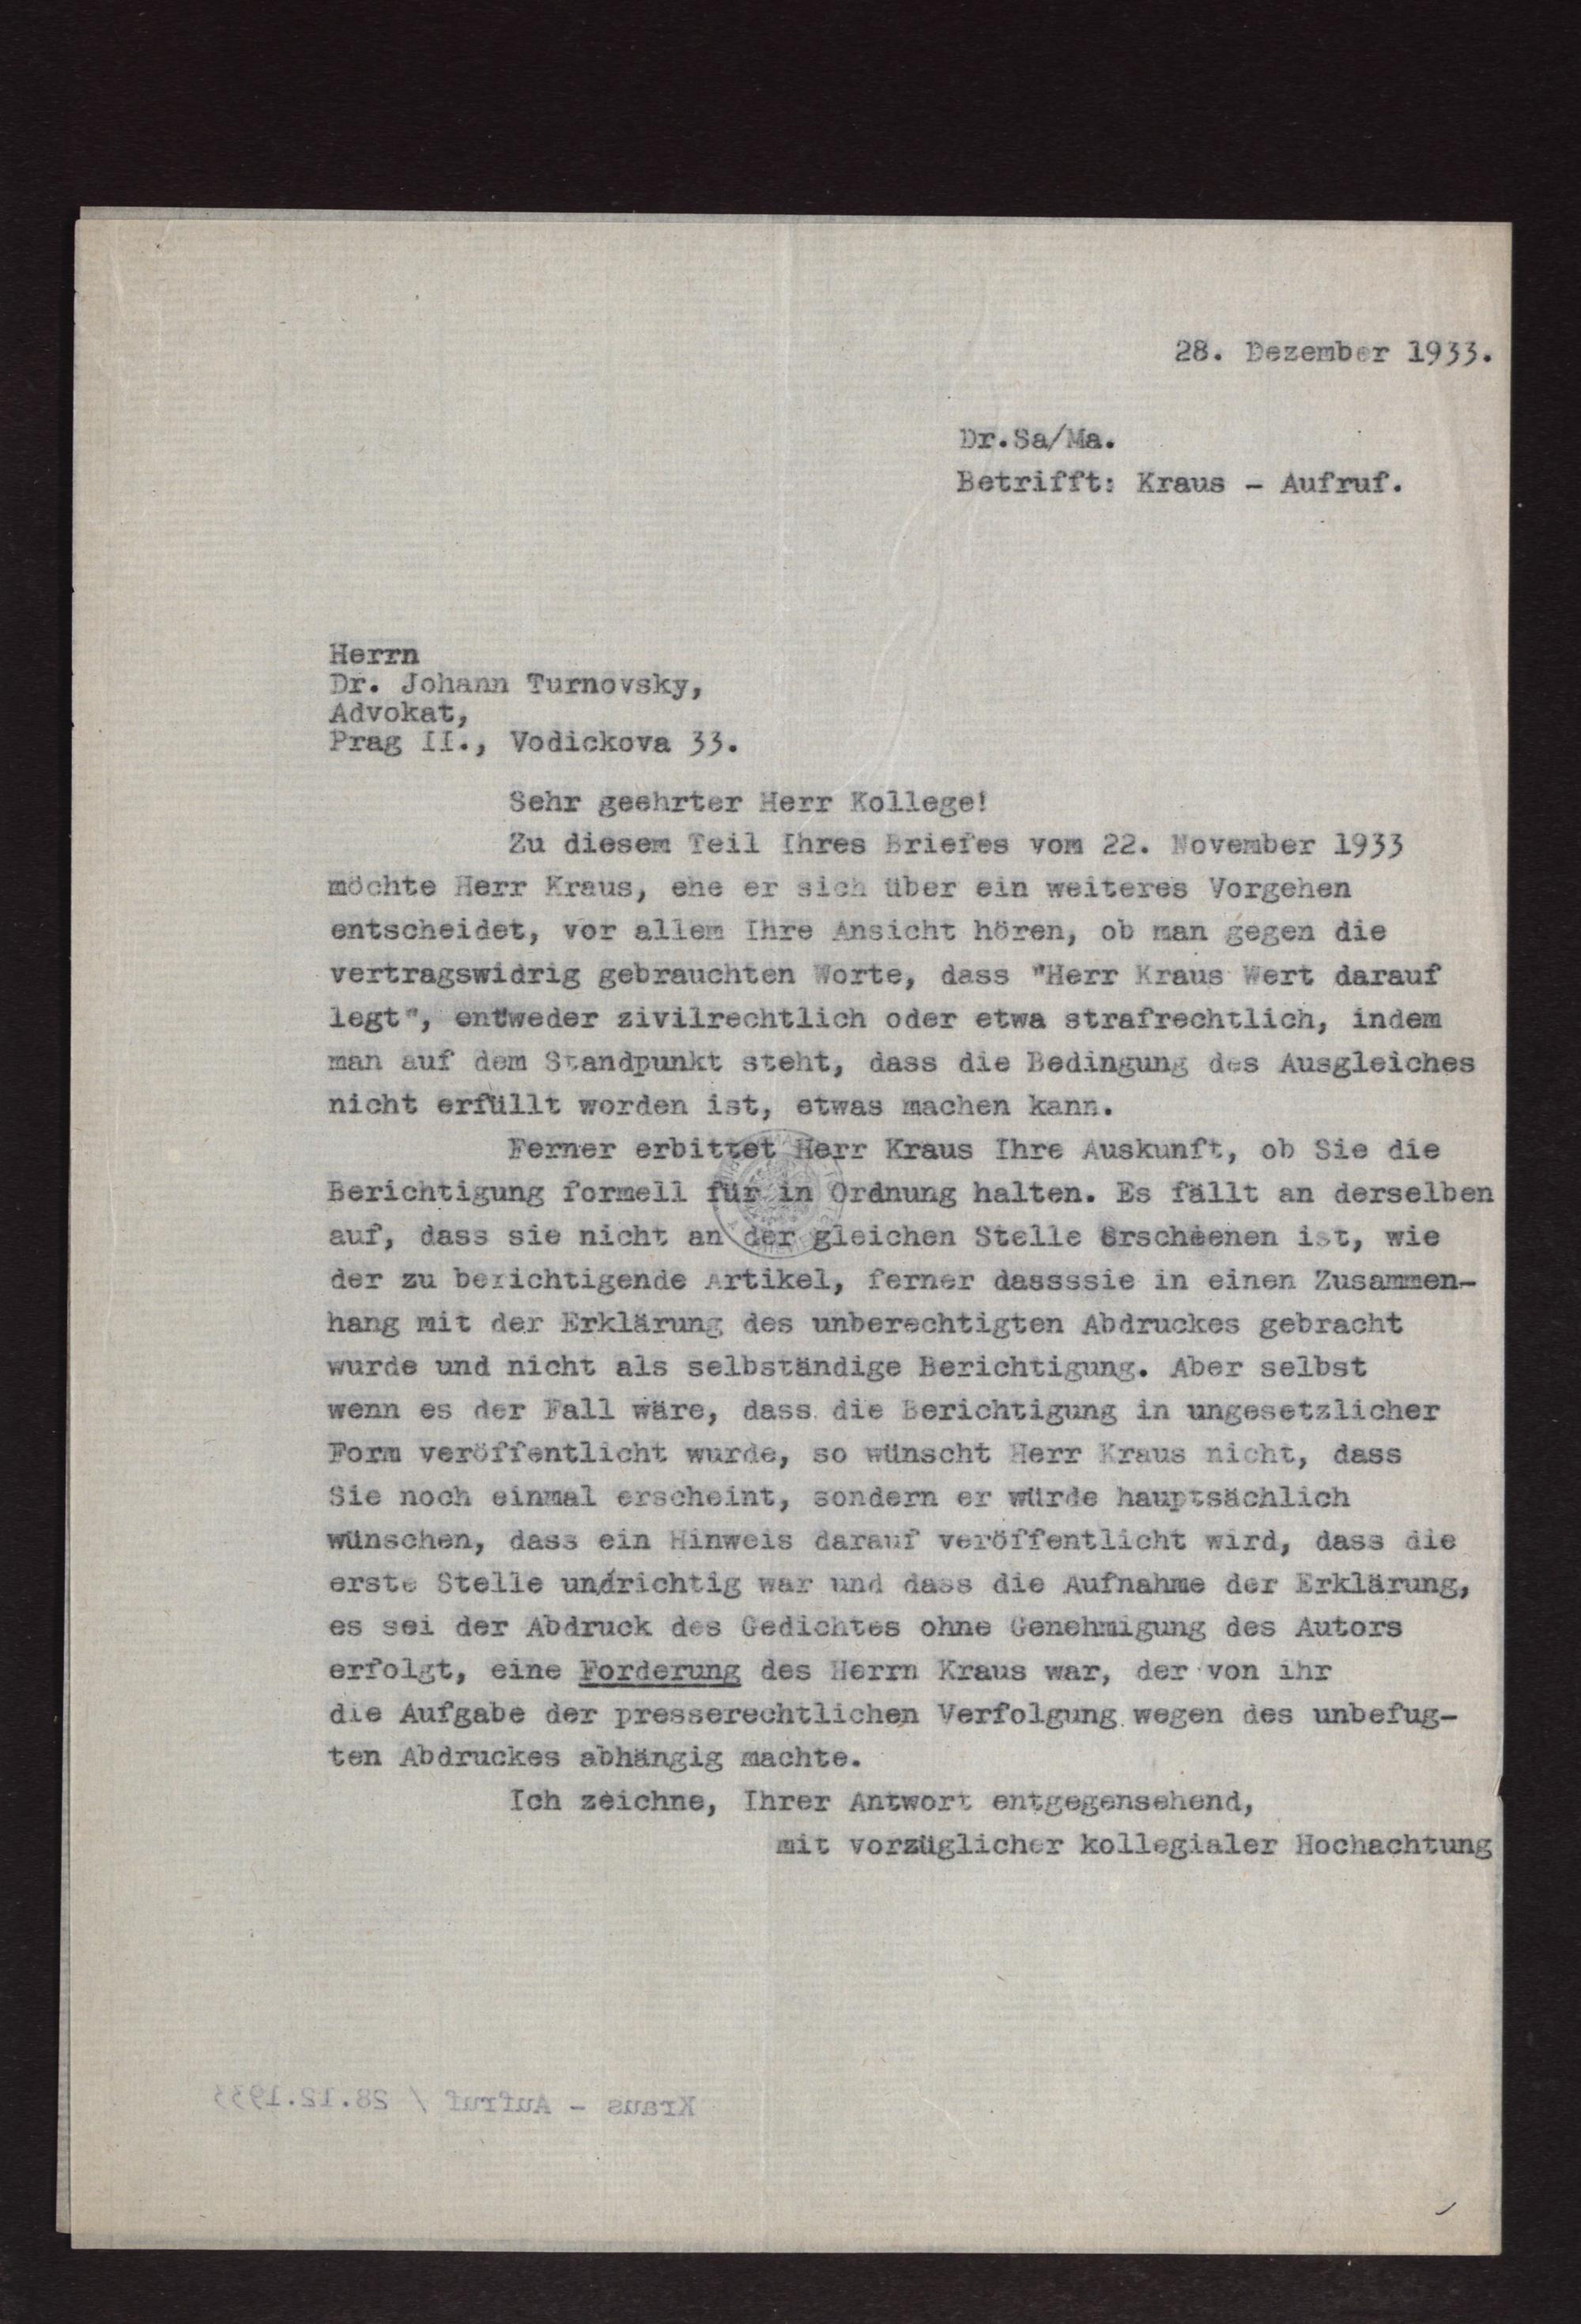 28. Dezember 1933.
Dr.Sa/Ma.
Betrifft: Kraus - Aufruf.
Herrn
Dr. Johann Turnovsky,
Advokat,
Prag II., Vodickova 33.
Sehr geehrter Herr Kollege!
Zu diesem Teil Ihres Briefes vom 22. November 1933
möchte Herr Kraus, ehe er sich über ein weiteres Vorgehen
entscheidet, vor allem Ihre Ansicht hören, ob man gegen die
vertragswidrig gebrauchten Worte, dass "Herr Kraus Wert darauf
legt", entweder zivilrechtlich oder etwa strafrechtlich, indem
man auf dem Standpunkt steht, dass die Bedingung des Ausgleiches
nicht erfüllt worden ist, etwas machen kann.
Ferner erbittet Herr Kraus Ihre Auskunft, ob Sie die
Berichtigung formell für in Ordnung halten. Es fällt an derselben
auf, dass sie nicht an der gleichen Stelle erschienen ist, wie
der zu berichtigende Artikel, ferner dassssie in einen Zusammen-
hang mit der Erklärung des unberechtigten Abdruckes gebracht
wurde und nicht als selbständige Berichtigung. Aber selbst
wenn es der Fall wäre, dass die Berichtigung in ungesetzlicher
Form veröffentlicht wurde, so wünscht Herr Kraus nicht, dass
Sie noch einmal erscheint, sondern er würde hauptsächlich
wünschen, dass ein Hinweis darauf veröffentlicht wird, dass die
erste Stelle unrichtig war und dass die Aufnahme der Erklärung,
es sei der Abdruck des Gedichtes ohne Genehmigung des Autors
erfolgt, eine Forderung des Herrn Kraus war, der von ihr
die Aufgabe der presserechtlichen Verfolgung wegen des unbefug-
ten Abdruckes abhängig machte.
Ich zeichne, Ihrer Antwort entgegensehend,
mit vorzüglicher kollegialer Hochachtung
Kraus - Aufruf / 28.12.1933